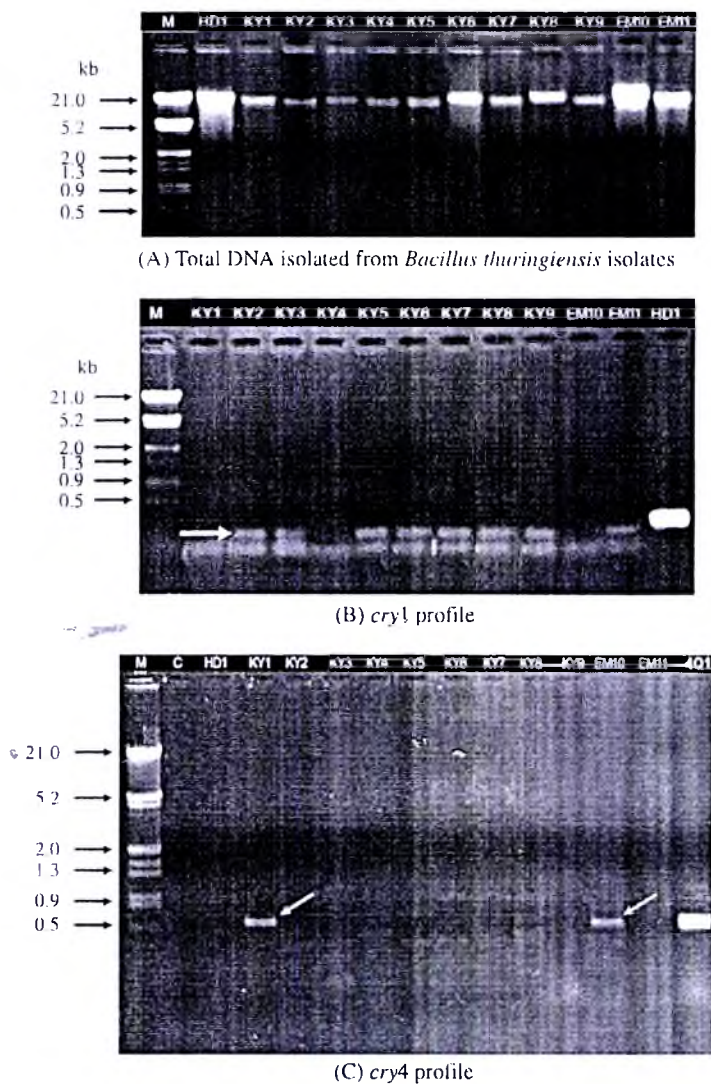 M HD1 KY1 KY2 KY3 KY4 KY5 KY6 KY7 KY8 KY9 EM10 EM11
kb
21.0
5.2
2.0
1.3
0.9
0.5
(A) Total DNA isolated from Bacillus thuringiensis isolates
M KY1 KY2 KY3 KY4 KY5 KY6 KY7 KY8 KY9 EM10 EM11 HD1
kb
21.0
5.2
2.0
1.3
0.9
0.5
(B) cry1 profile
M C HD1 KY1 KY2 KY3 KY4 KY5 KY6 KY7 KY8 KY9 EM10 EM11 4Q1
21.0
5.2
2.0
1.3
0.9
0.5
(C) cry4 profile